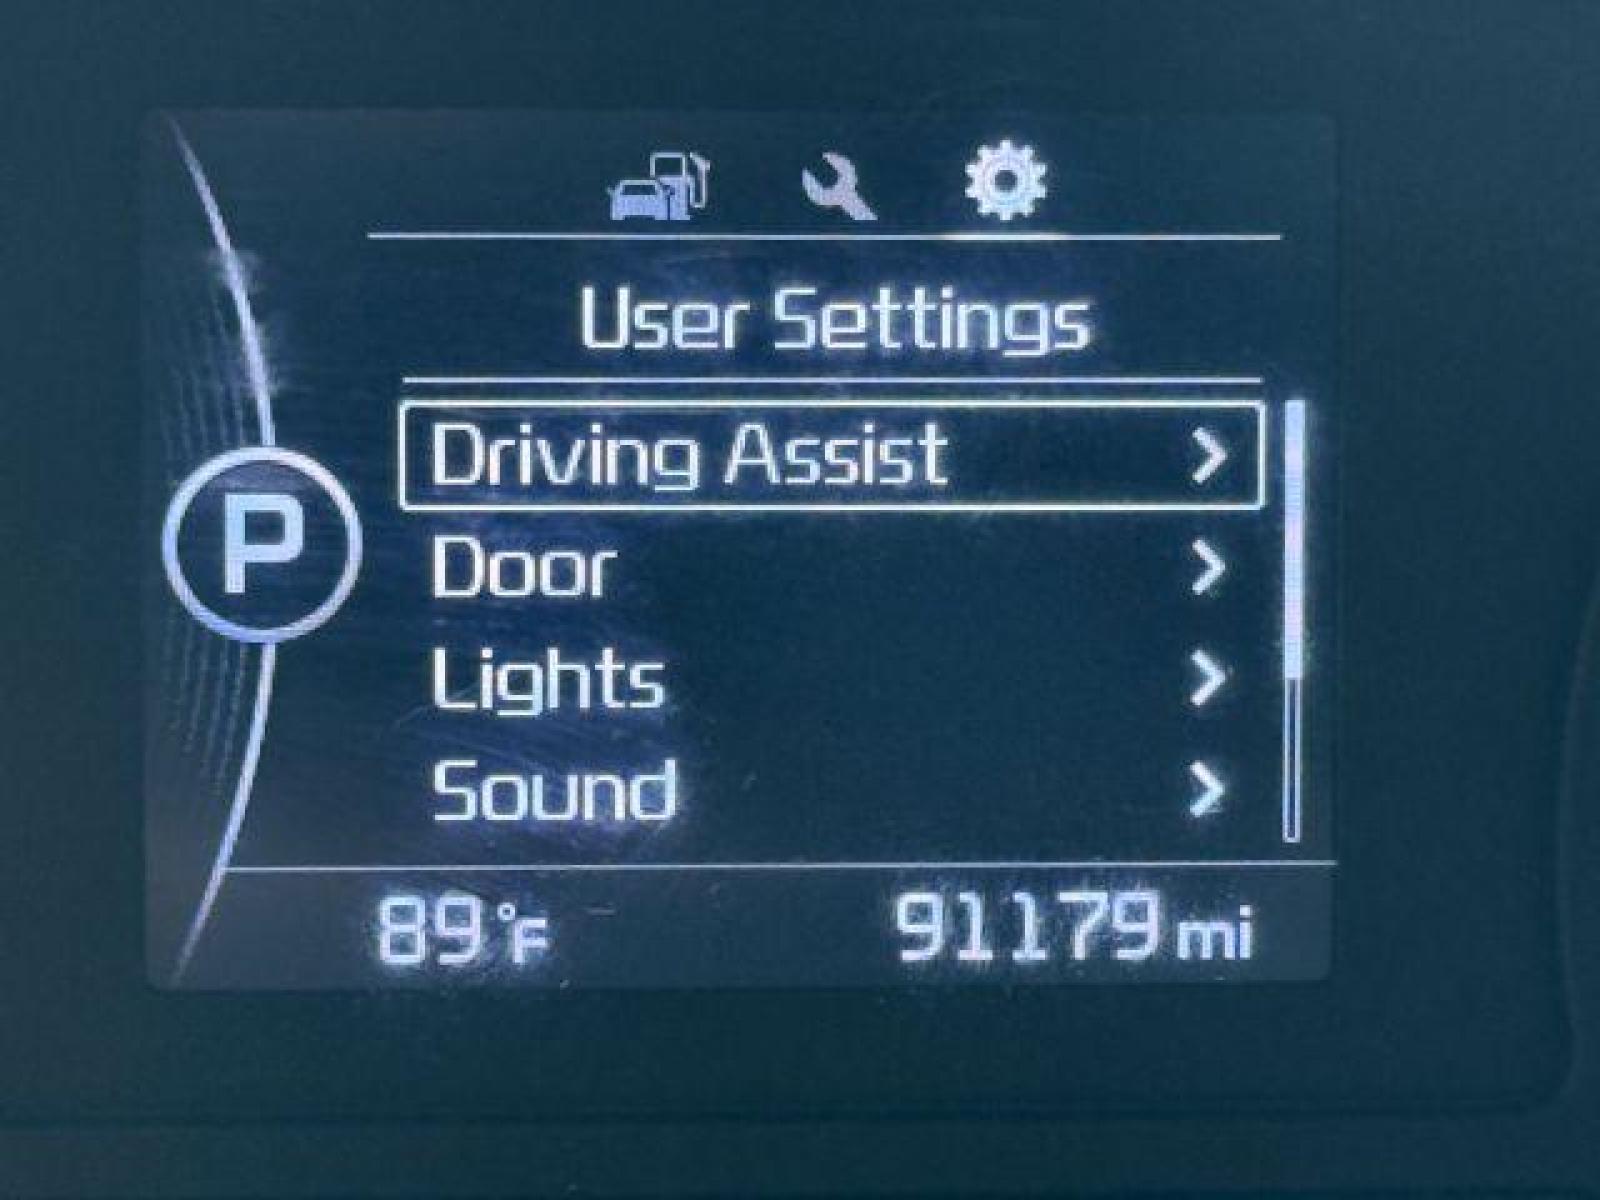 User Settings
Driving Assist >
Door >
P
Lights >
Sound >
89°F 91179 mi